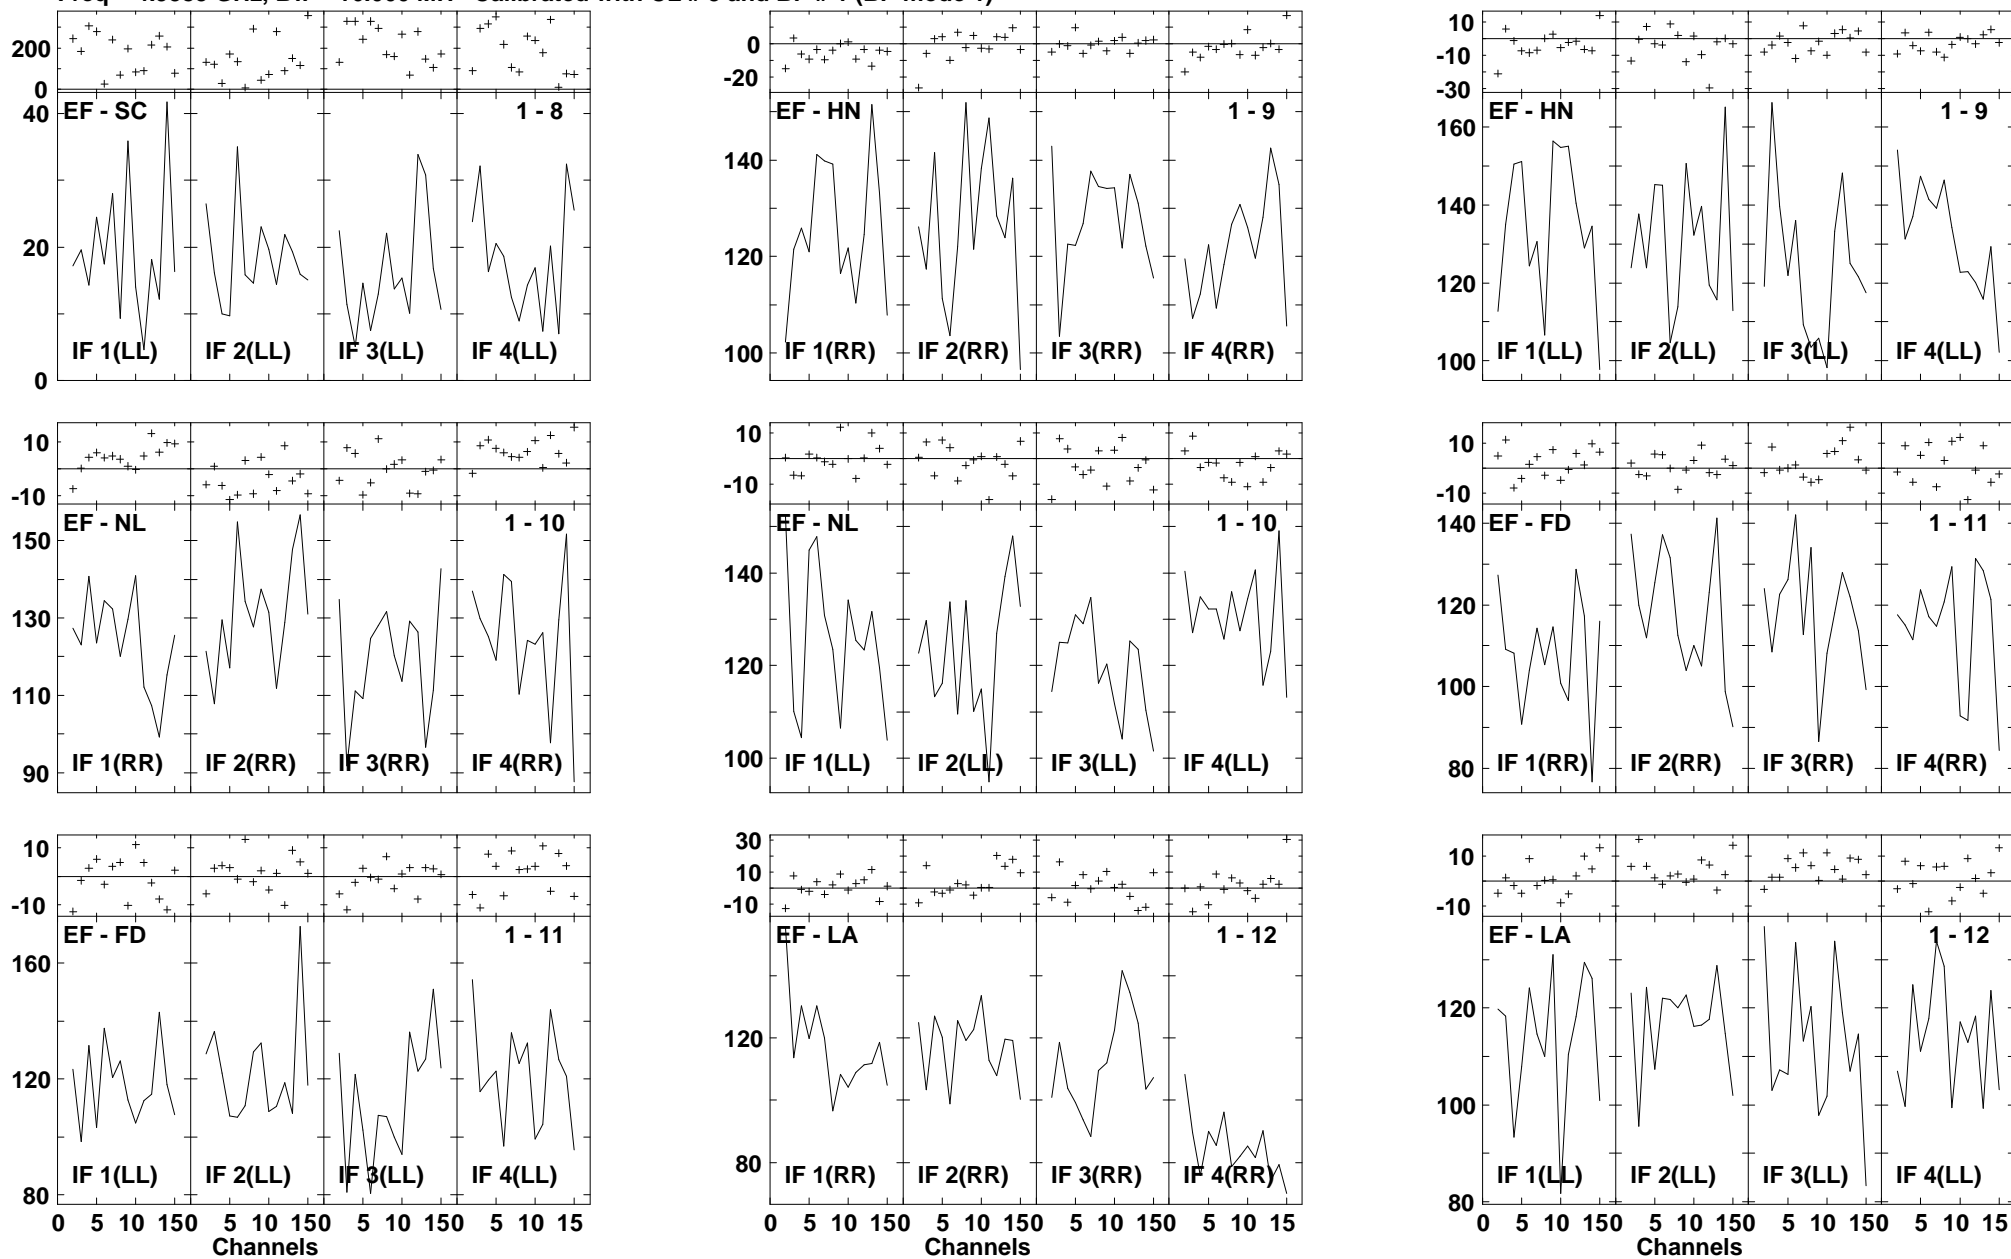 200
0
EF - SC
1 - 8
40
20
0
IF 1(LL)
IF 2(LL)
IF 3(LL)
IF 4(LL)
0
-20
EF - HN
1 - 9
140
120
100
IF 1(RR)
IF 2(RR)
IF 3(RR)
IF 4(RR)
10
-10
-30
EF - HN
1 - 9
160
140
120
100
IF 1(LL)
IF 2(LL)
IF 3(LL)
IF 4(LL)
10
-10
EF - NL
1 - 10
150
130
110
90
IF 1(RR)
IF 2(RR)
IF 3(RR)
IF 4(RR)
10
-10
EF - NL
1 - 10
140
120
100
IF 1(LL)
IF 2(LL)
IF 3(LL)
IF 4(LL)
10
-10
EF - FD
1 - 11
140
120
100
80
IF 1(RR)
IF 2(RR)
IF 3(RR)
IF 4(RR)
10
-10
EF - FD
1 - 11
160
120
80
IF 1(LL)
IF 2(LL)
IF 3(LL)
IF 4(LL)
0 5 10 150 5 10 150 5 10 150 5 10 15
Channels
30
10
-10
EF - LA
1 - 12
120
80
IF 1(RR)
IF 2(RR)
IF 3(RR)
IF 4(RR)
0 5 10 150 5 10 150 5 10 150 5 10 15
Channels
10
-10
EF - LA
1 - 12
120
100
80
IF 1(LL)
IF 2(LL)
IF 3(LL)
IF 4(LL)
0 5 10 150 5 10 150 5 10 150 5 10 15
Channels